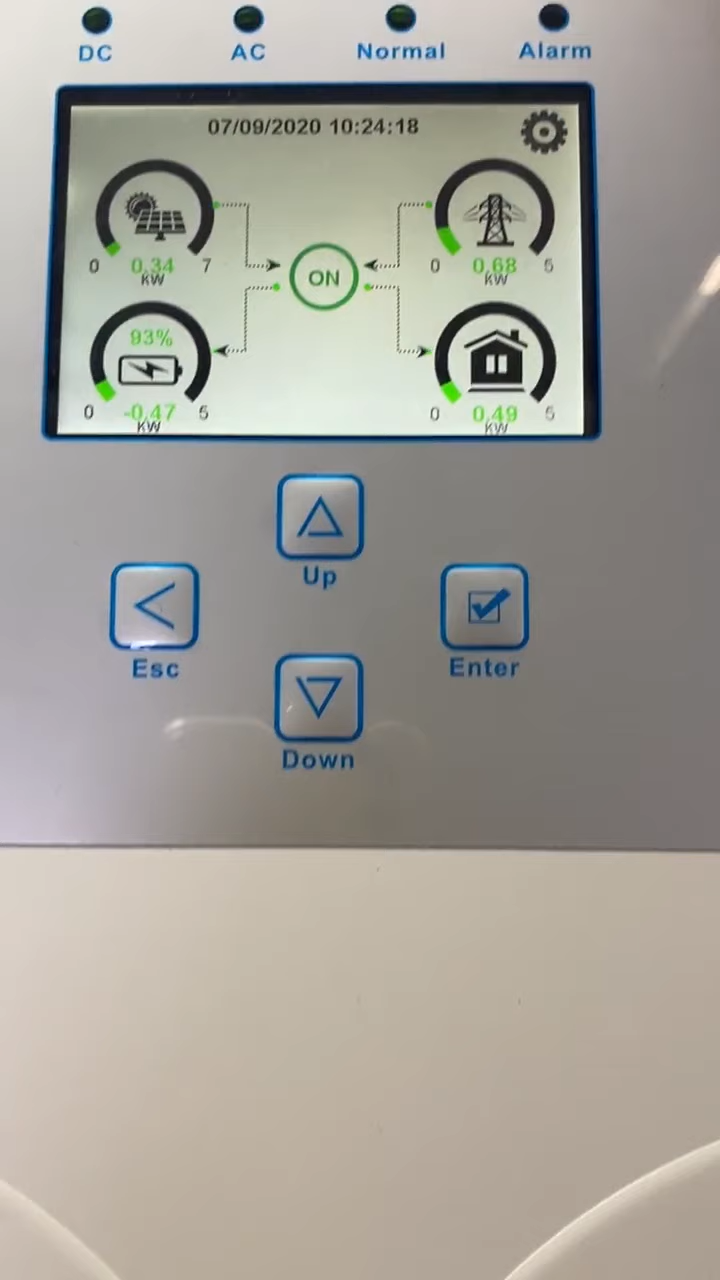 DC AC Normal Alarm
07/09/2020 10:24:18
0 0,34 7
KW
0 0,68 5
KW
ON
93%
0 -0,47 5
KW
0 0,49 5
KW
Up
Esc
Enter
Down